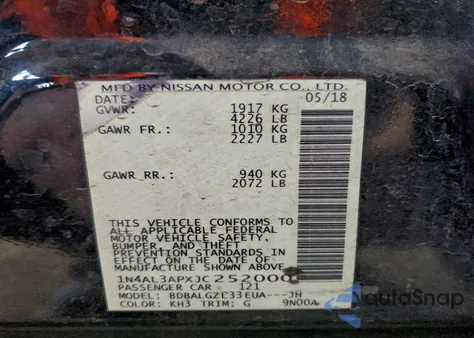 MFD BY NISSAN MOTOR CO., LTD.
DATE: 05/18
GVWR: 1917 KG
4226 LB
GAWR FR.: 1010 KG
2227 LB
GAWR RR.: 940 KG
2072 LB
THIS VEHICLE CONFORMS TO
ALL APPLICABLE FEDERAL
MOTOR VEHICLE SAFETY,
BUMPER, AND THEFT
PREVENTION STANDARDS IN
EFFECT ON THE DATE OF
MANUFACTURE SHOWN ABOVE.
1N4AL3APXJC252000
PASSENGER CAR 121
MODEL: BDBALGZL33EUA---JH
COLOR: KH3 TRIM: G 9N00A
autoSnap